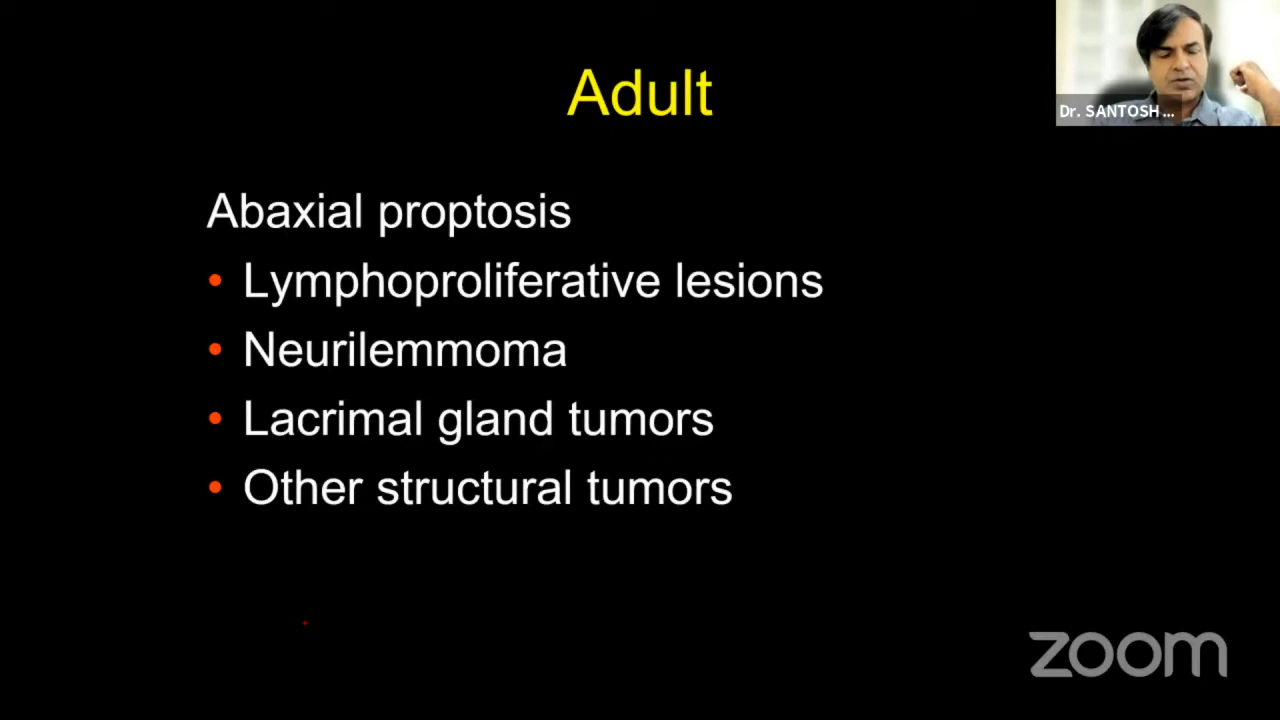 Adult
Dr. SANTOSH ...
Abaxial proptosis
• Lymphoproliferative lesions
• Neurilemmoma
• Lacrimal gland tumors
• Other structural tumors
zoom